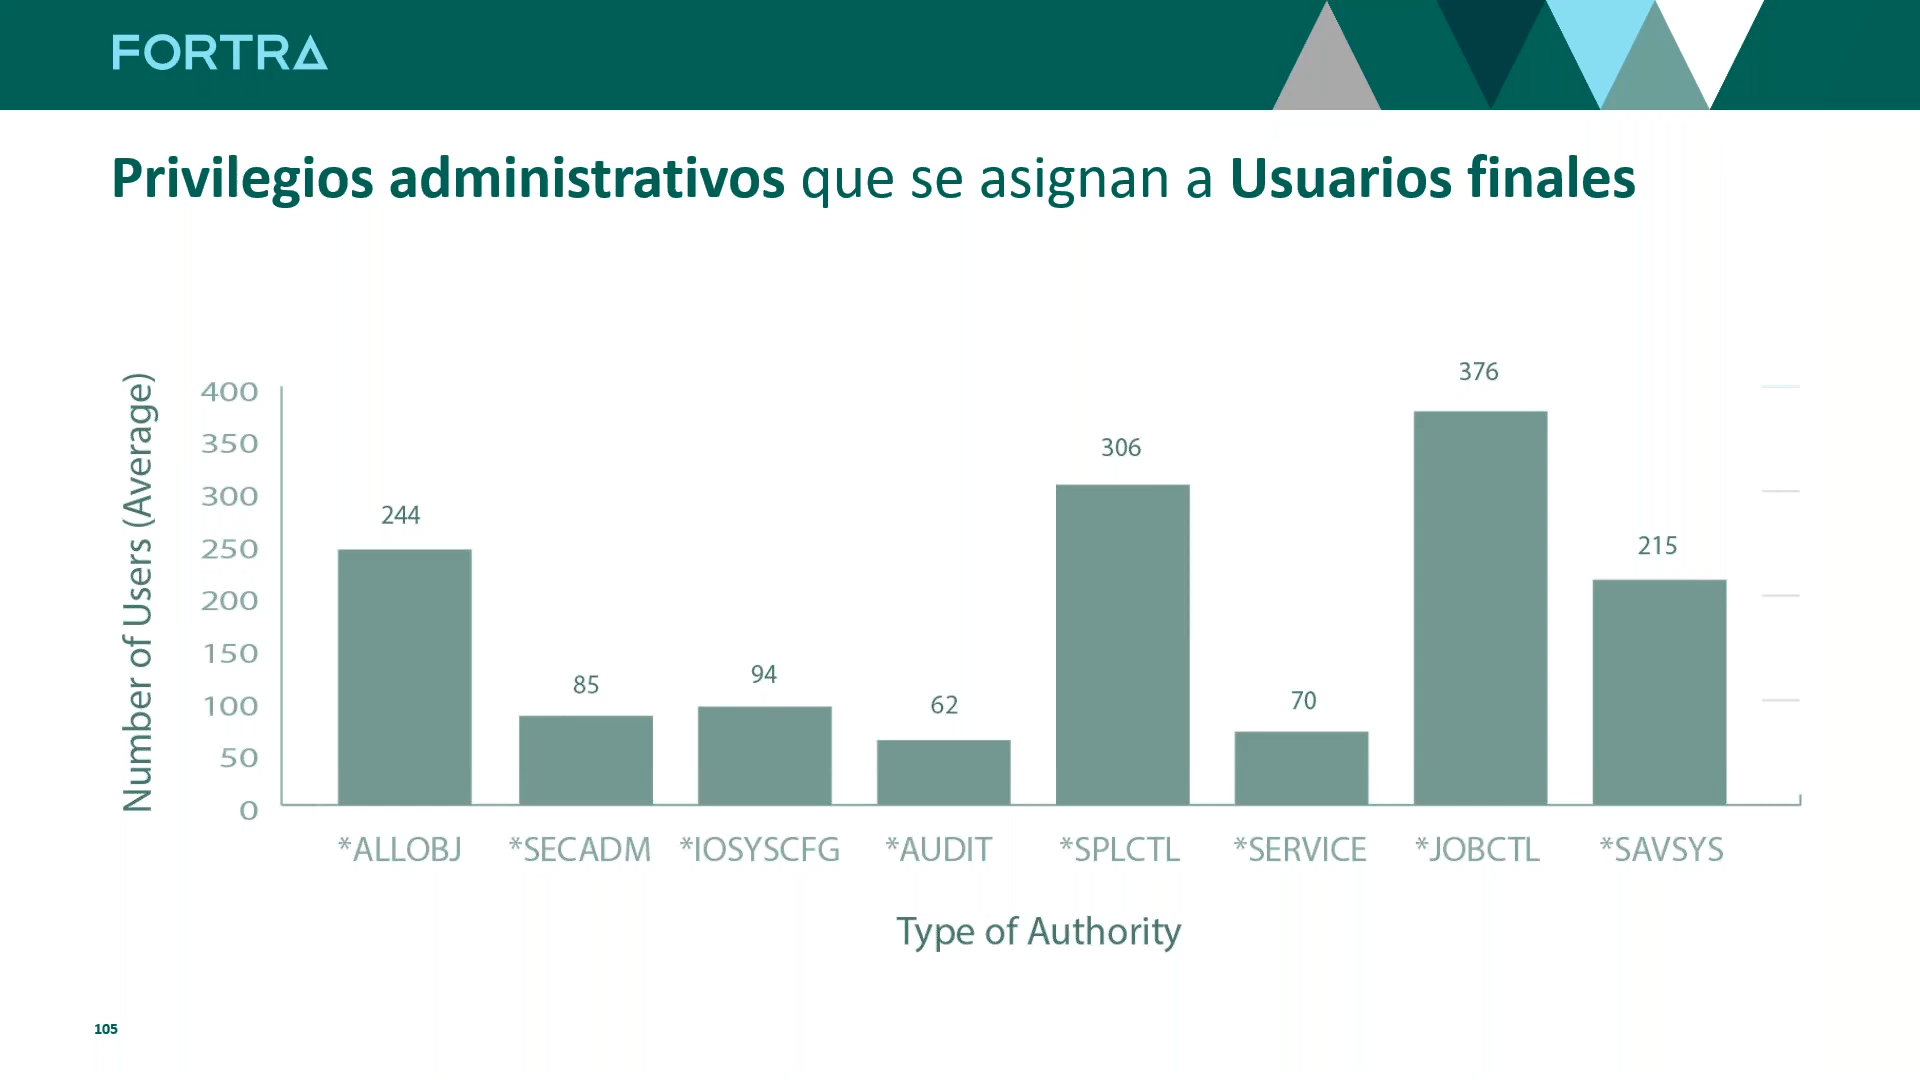 FORTRA
Privilegios administrativos que se asignan a Usuarios finales
Number of Users (Average)
400
350
300
250
200
150
100
50
0
244
85
94
62
306
70
376
215
*ALLOBJ
*SECADM
*IOSYSCFG
*AUDIT
*SPLCTL
*SERVICE
*JOBCTL
*SAVSYS
Type of Authority
105